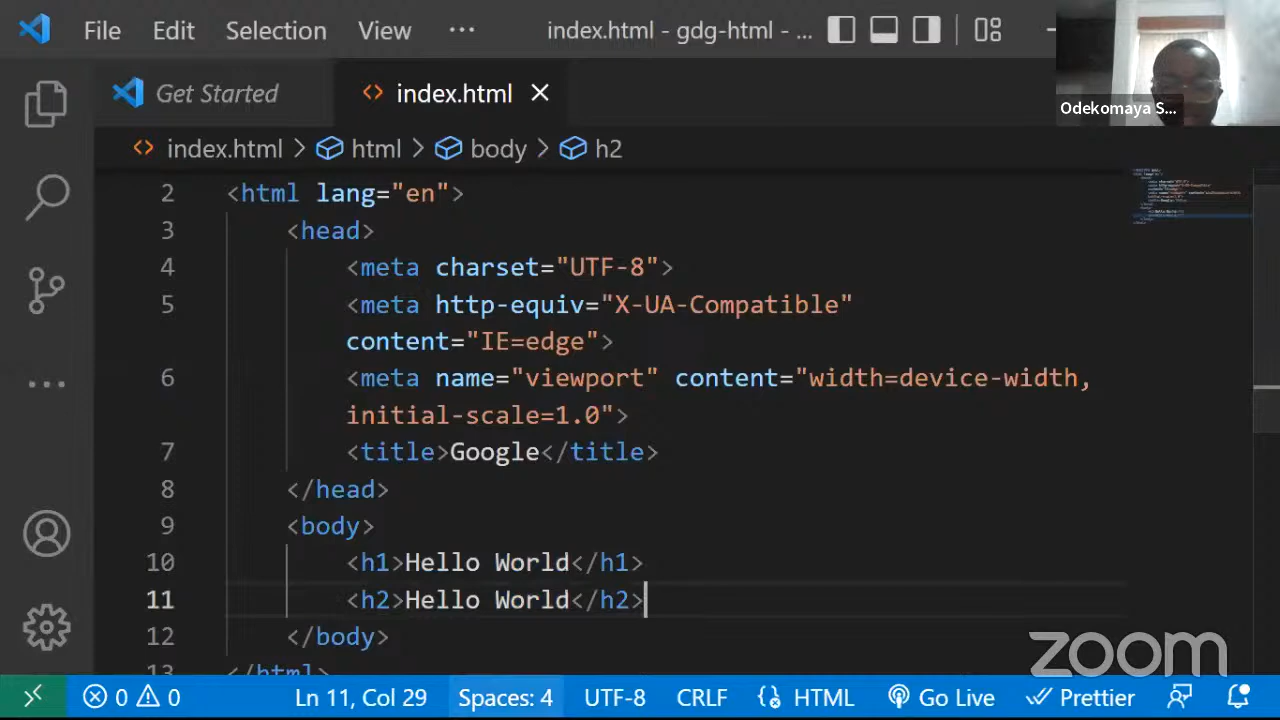 File Edit Selection View ··· index.html - gdg-html - ...
Get Started index.html
index.html > html > body > h2
Odekomaya S...
2 <html lang="en">
3 <head>
4 <meta charset="UTF-8">
5 <meta http-equiv="X-UA-Compatible"
content="IE=edge">
6 <meta name="viewport" content="width=device-width,
initial-scale=1.0">
7 <title>Google</title>
8 </head>
9 <body>
10 <h1>Hello World</h1>
11 <h2>Hello World</h2>
12 </body>
13 </html>
zoom
0 0 Ln 11, Col 29 Spaces: 4 UTF-8 CRLF HTML Go Live Prettier